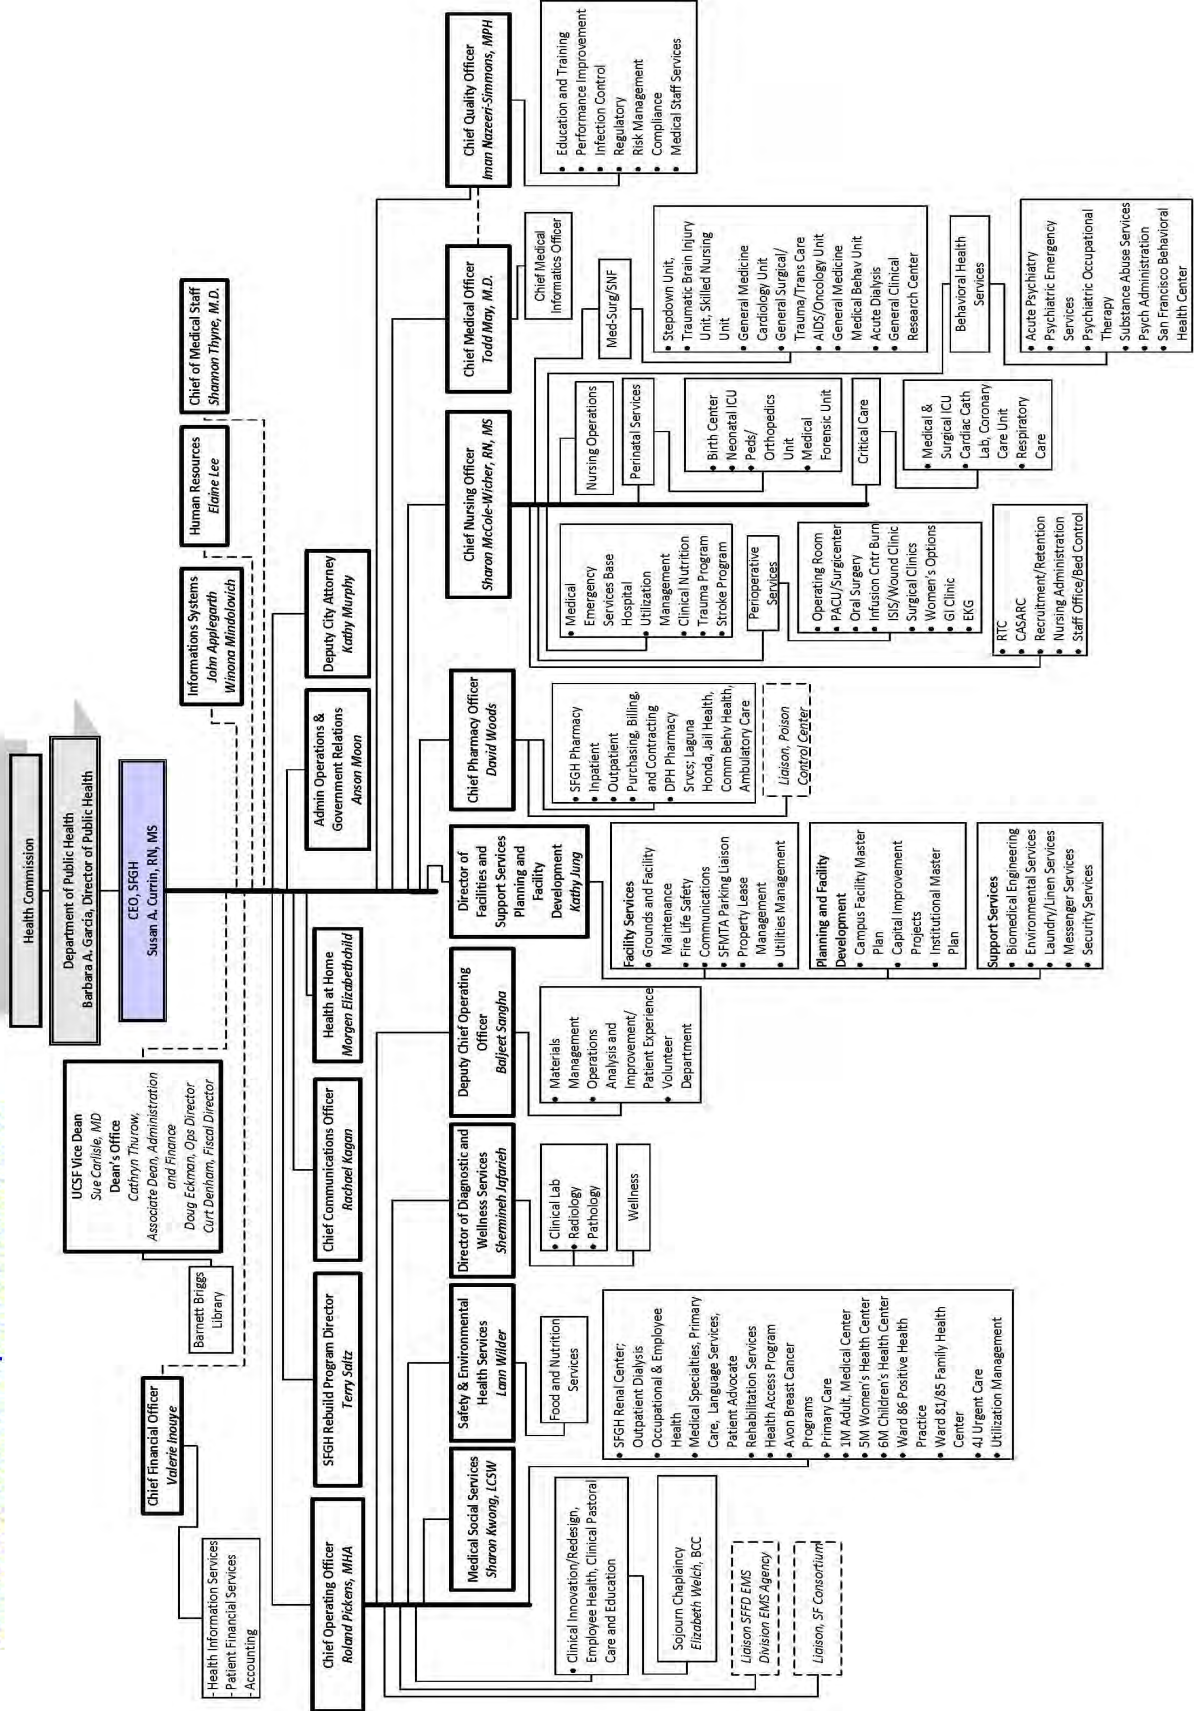 Health Commission
Department of Public Health
Barbara A. Garcia, Director of Public Health
CEO, SFGH
Susan A. Currin, RN, MS
UCSF Vice Dean
Sue Carlisle, MD
Dean's Office
Cathryn Thurow,
Associate Dean, Administration
and Finance
Doug Eckman, Ops Director
Curt Denham, Fiscal Director
Barnett Briggs
Library
Chief Financial Officer
Valerie Inouye
- Health Information Services
- Patient Financial Services
- Accounting
Informations Systems
John Applegarth
Winona Mindolovich
Human Resources
Elaine Lee
Chief of Medical Staff
Shannon Thyne, M.D.
Chief Operating Officer
Roland Pickens, MHA
SFGH Rebuild Program Director
Terry Saltz
Chief Communications Officer
Rachael Kagan
Health at Home
Morgen Elizabethchild
Admin Operations &
Government Relations
Anson Moon
Deputy City Attorney
Kathy Murphy
Medical Social Services
Sharon Kwong, LCSW
Safety & Environmental
Health Services
Lann Wilder
Director of Diagnostic and
Wellness Services
Shermineh Jafarieh
Deputy Chief Operating
Officer
Baljeet Sangha
Director of
Facilities and
Support Services
Planning and
Facility
Development
Kathy Jung
Chief Pharmacy Officer
David Woods
Chief Nursing Officer
Sharon McCole-Wicher, RN, MS
Chief Medical Officer
Todd May, M.D.
Chief Quality Officer
Iman Nazeeri-Simmons, MPH
• Clinical Innovation/Redesign,
Employee Health, Clinical Pastoral
Care and Education
Sojourn Chaplaincy
Elizabeth Welch, BCC
Liaison SFFD EMS
Division EMS Agency
Liaison, SF Consortium
Food and Nutrition
Services
• SFGH Renal Center;
Outpatient Dialysis
• Occupational & Employee
Health
• Medical Specialties, Primary
Care, Language Services,
Patient Advocate
• Rehabilitation Services
• Health Access Program
• Avon Breast Cancer
Programs
• Primary Care
• 1M Adult, Medical Center
• 5M Women's Health Center
• 6M Children's Health Center
• Ward 86 Positive Health
Practice
• Ward 81/85 Family Health
Center
• 4J Urgent Care
• Utilization Management
• Clinical Lab
• Radiology
• Pathology
Wellness
• Materials
Management
• Operations
Analysis and
Improvement/
Patient Experience
• Volunteer
Department
Facility Services
• Grounds and Facility
Maintenance
• Fire Life Safety
• Communications
• SFMTA Parking Liaison
• Property Lease
Management
• Utilities Management
Planning and Facility
Development
• Campus Facility Master
Plan
• Capital Improvement
Projects
• Institutional Master
Plan
Support Services
• Biomedical Engineering
• Environmental Services
• Laundry/Linen Services
• Messenger Services
• Security Services
• SFGH Pharmacy
• Inpatient
• Outpatient
• Purchasing, Billing,
and Contracting
• DPH Pharmacy
Srvcs; Laguna
Honda, Jail Health,
Comm Behv Health,
Ambulatory Care
Liaison, Poison
Control Center
• Medical
Emergency
Services Base
Hospital
• Utilization
Management
• Clinical Nutrition
• Trauma Program
• Stroke Program
Perioperative
Services
• Operating Room
• PACU/Surgicenter
• Oral Surgery
• Infusion Cntr Burn
ISIS/Wound Clinic
• Surgical Clinics
• Women's Options
• GI Clinic
• EKG
• RTC
• CASARC
• Recruitment/Retention
• Nursing Administration
• Staff Office/Bed Control
Nursing Operations
Perinatal Services
• Birth Center
• Neonatal ICU
• Peds/
Orthopedics
Unit
• Medical
Forensic Unit
Critical Care
• Medical &
Surgical ICU
• Cardiac Cath
Lab, Coronary
Care Unit
• Respiratory
Care
Chief Medical
Informatics Officer
Med-Surg/SNF
• Stepdown Unit,
• Traumatic Brain Injury
Unit, Skilled Nursing
Unit
• General Medicine
Cardiology Unit
• General Surgical/
Trauma/Trans Care
• AIDS/Oncology Unit
• General Medicine
Medical Behav Unit
• Acute Dialysis
• General Clinical
Research Center
Behavioral Health
Services
• Acute Psychiatry
• Psychiatric Emergency
Services
• Psychiatric Occupational
Therapy
• Substance Abuse Services
• Psych Administration
• San Francisco Behavioral
Health Center
• Education and Training
• Performance Improvement
• Infection Control
• Regulatory
• Risk Management
• Compliance
• Medical Staff Services